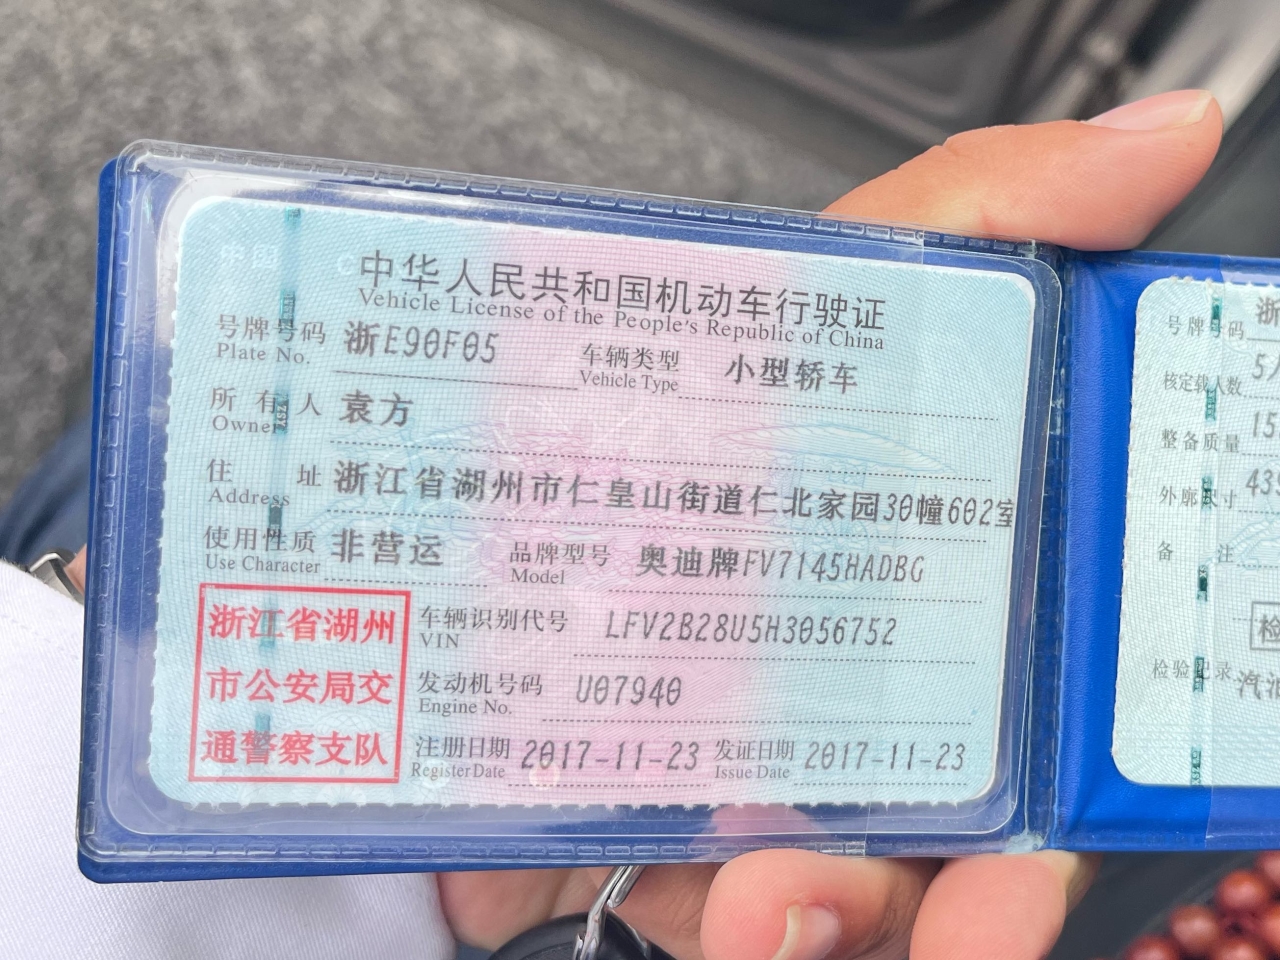 中华人民共和国机动车行驶证
Vehicle License of the People's Republic of China
号牌号码 浙E90F05 车辆类型 小型轿车
Plate No. Vehicle Type
所有人 袁方
Owner
住址 浙江省湖州市仁皇山街道仁北家园30幢602室
Address
使用性质 非营运 品牌型号 奥迪牌FV7145HADBG
Use Character Model
浙江省湖州
市公安局交
通警察支队
车辆识别代号 LFV2B28U5H3056752
VIN
发动机号码 U07940
Engine No.
注册日期 2017-11-23 发证日期 2017-11-23
Register Date Issue Date
号牌号码 浙
核定载人数 5/
整备质量 15
外廓尺寸 43
备注
检
检验记录 汽油